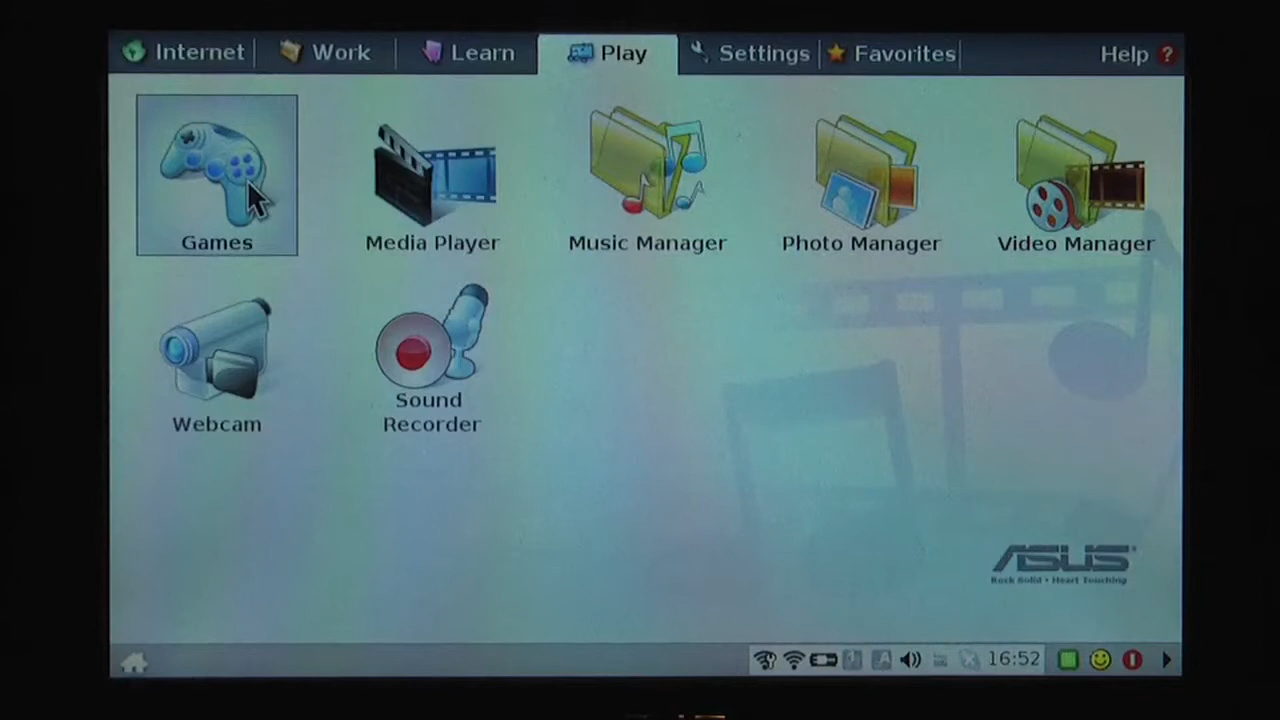 Internet Work Learn Play Settings Favorites Help ?
Games Media Player Music Manager Photo Manager Video Manager
Webcam Sound
Recorder
ASUS
Rock Solid • Heart Touching
16:52